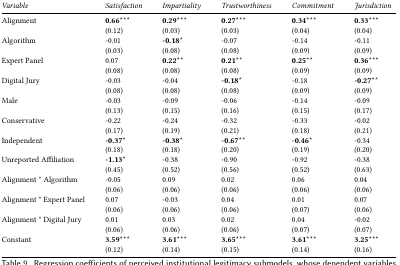 Variable Satisfaction Impartiality Trustworthiness Commitment Jurisdiction
Alignment 0.66*** 0.29*** 0.27*** 0.34*** 0.33***
(0.12) (0.03) (0.03) (0.04) (0.04)
Algorithm -0.01 -0.18* -0.07 -0.14 -0.11
(0.03) (0.08) (0.08) (0.09) (0.09)
Expert Panel 0.07 0.22** 0.21** 0.25** 0.36***
(0.08) (0.08) (0.08) (0.09) (0.09)
Digital Jury -0.03 -0.04 -0.18* -0.18 -0.27**
(0.08) (0.08) (0.08) (0.09) (0.09)
Male -0.03 -0.09 -0.06 -0.14 -0.09
(0.13) (0.15) (0.16) (0.15) (0.17)
Conservative -0.22 -0.24 -0.32 -0.33 -0.02
(0.17) (0.19) (0.21) (0.18) (0.21)
Independent -0.37* -0.38* -0.67** -0.46* -0.34
(0.18) (0.18) (0.20) (0.19) (0.20)
Unreported Affiliation -1.13* -0.38 -0.90 -0.92 -0.38
(0.45) (0.52) (0.56) (0.52) (0.63)
Alignment * Algorithm -0.05 0.09 0.02 0.06 0.04
(0.06) (0.06) (0.06) (0.06) (0.06)
Alignment * Expert Panel 0.07 -0.03 0.04 0.01 0.07
(0.06) (0.06) (0.06) (0.07) (0.06)
Alignment * Digital Jury 0.01 0.03 0.02 0.04 -0.02
(0.06) (0.06) (0.06) (0.07) (0.07)
Constant 3.59*** 3.61*** 3.65*** 3.61*** 3.25***
(0.12) (0.14) (0.15) (0.14) (0.16)
Table 9. Regression coefficients of perceived institutional legitimacy submodels, whose dependent variables